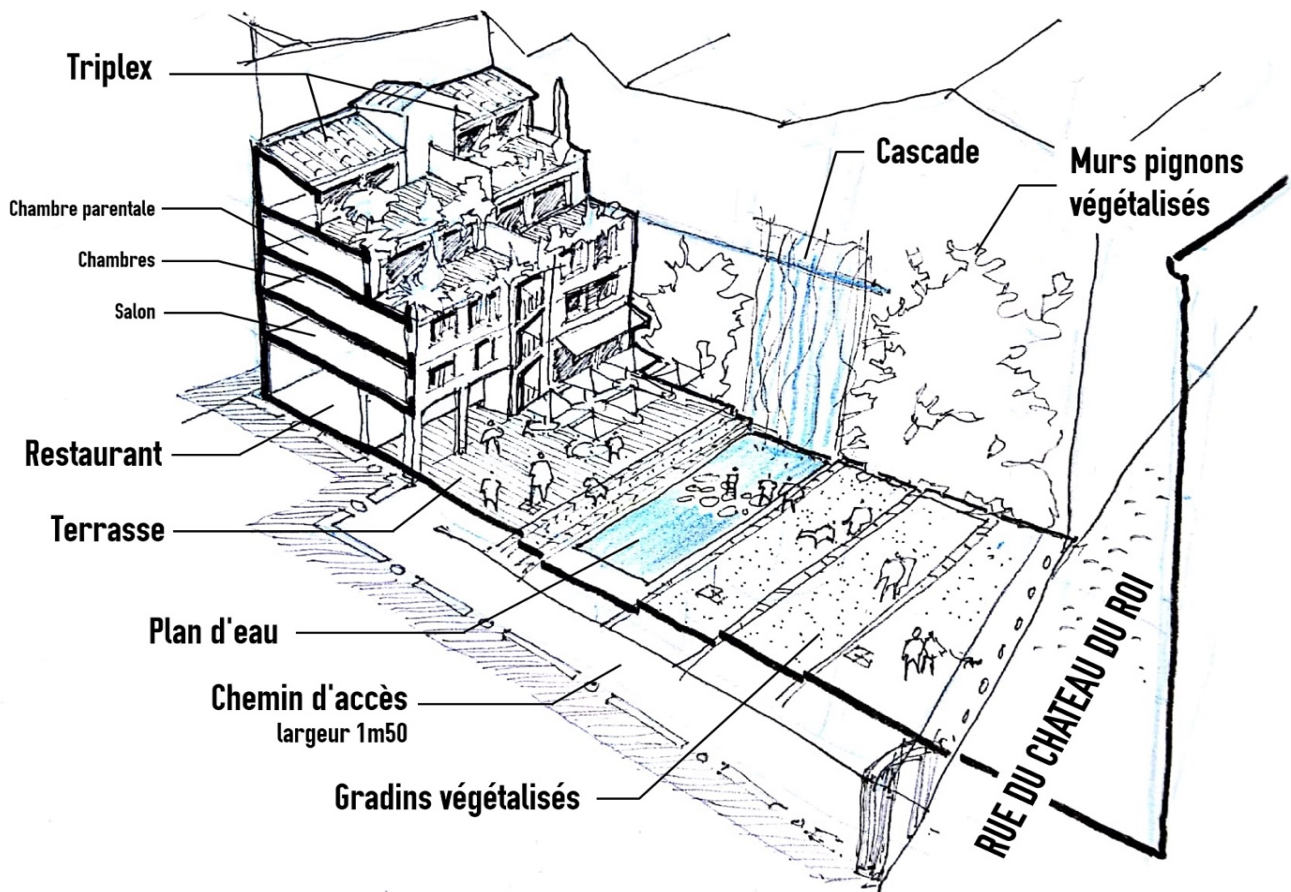 Triplex
Cascade
Murs pignons
végétalisés
Chambre parentale
Chambres
Salon
Restaurant
Terrasse
Plan d'eau
Chemin d'accès
largeur 1m50
Gradins végétalisés
RUE DU CHATEAU DU ROI